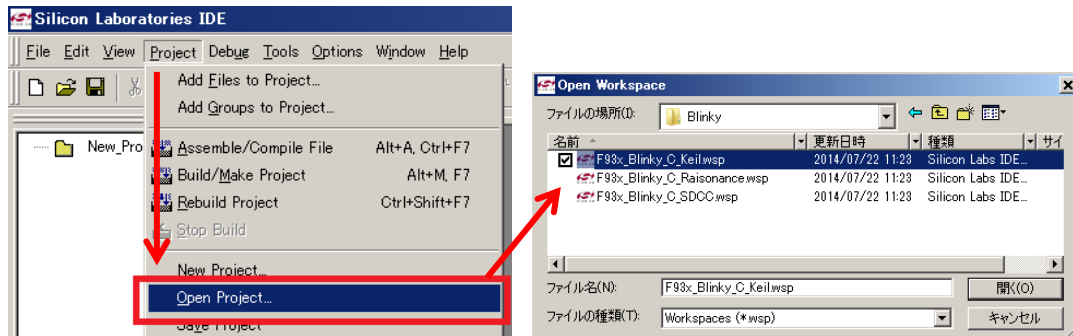 Silicon Laboratories IDE
File Edit View Project Debug Tools Options Window Help
Add Files to Project...
Add Groups to Project...
New_Pro
Assemble/Compile File Alt+A, Ctrl+F7
Build/Make Project Alt+M, F7
Rebuild Project Ctrl+Shift+F7
Stop Build
New Project...
Open Project...
Save Project
Open Workspace
ファイルの場所(I): Blinky
名前 更新日時 種類 サイ
F93x_Blinky_C_Keil.wsp 2014/07/22 11:23 Silicon Labs IDE...
F93x_Blinky_C_Raisonance.wsp 2014/07/22 11:23 Silicon Labs IDE...
F93x_Blinky_C_SDCC.wsp 2014/07/22 11:23 Silicon Labs IDE...
ファイル名(N): F93x_Blinky_C_Keil.wsp 開く(O)
ファイルの種類(T): Workspaces (*.wsp) キャンセル